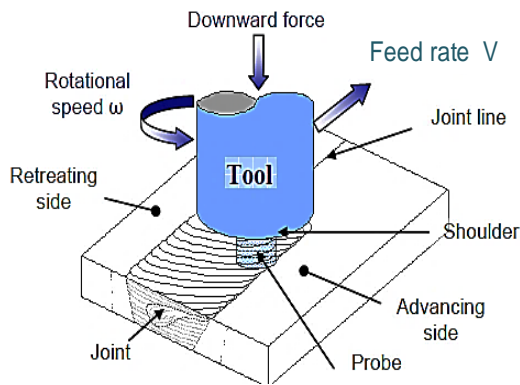 Downward force
Feed rate V
Rotational
speed ω
Joint line
Tool
Retreating
side
Shoulder
Advancing
side
Joint
Probe